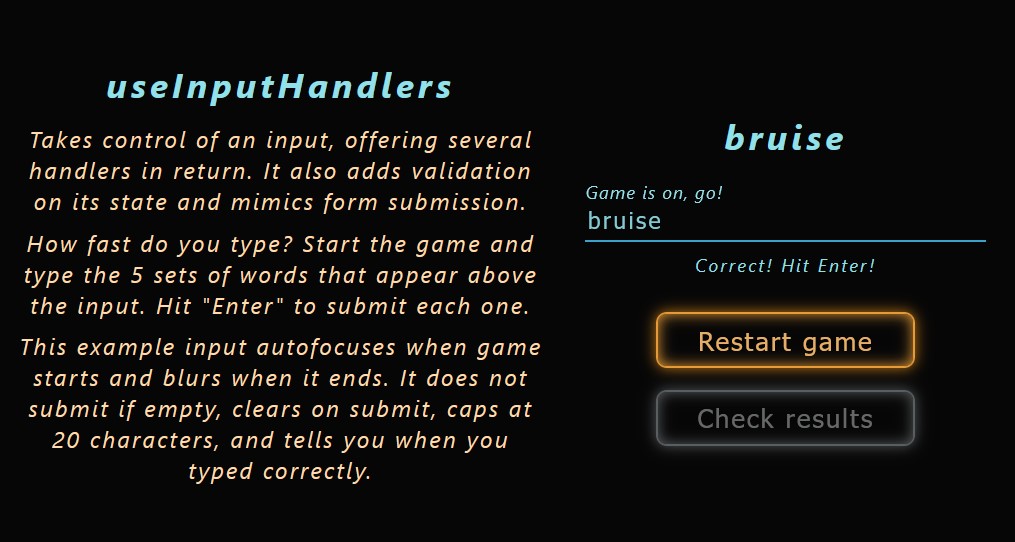 useInputHandlers
Takes control of an input, offering several
handlers in return. It also adds validation
on its state and mimics form submission.
How fast do you type? Start the game and
type the 5 sets of words that appear above
the input. Hit "Enter" to submit each one.
This example input autofocuses when game
starts and blurs when it ends. It does not
submit if empty, clears on submit, caps at
20 characters, and tells you when you
typed correctly.
bruise
Game is on, go!
bruise
Correct! Hit Enter!
Restart game
Check results